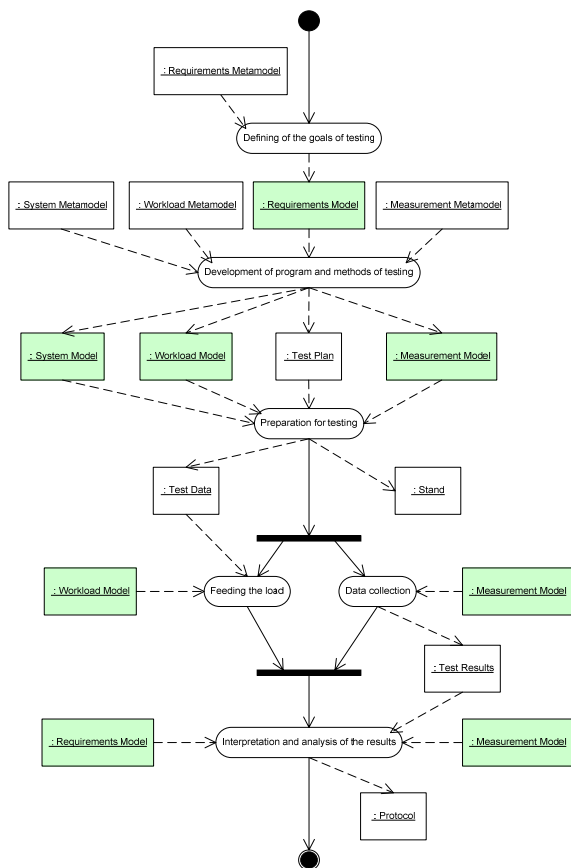 : Requirements Metamodel
Defining of the goals of testing
: System Metamodel
: Workload Metamodel
: Requirements Model
: Measurement Metamodel
Development of program and methods of testing
: System Model
: Workload Model
: Test Plan
: Measurement Model
Preparation for testing
: Test Data
: Stand
: Workload Model
Feeding the load
Data collection
: Measurement Model
: Test Results
: Requirements Model
Interpretation and analysis of the results
: Measurement Model
: Protocol